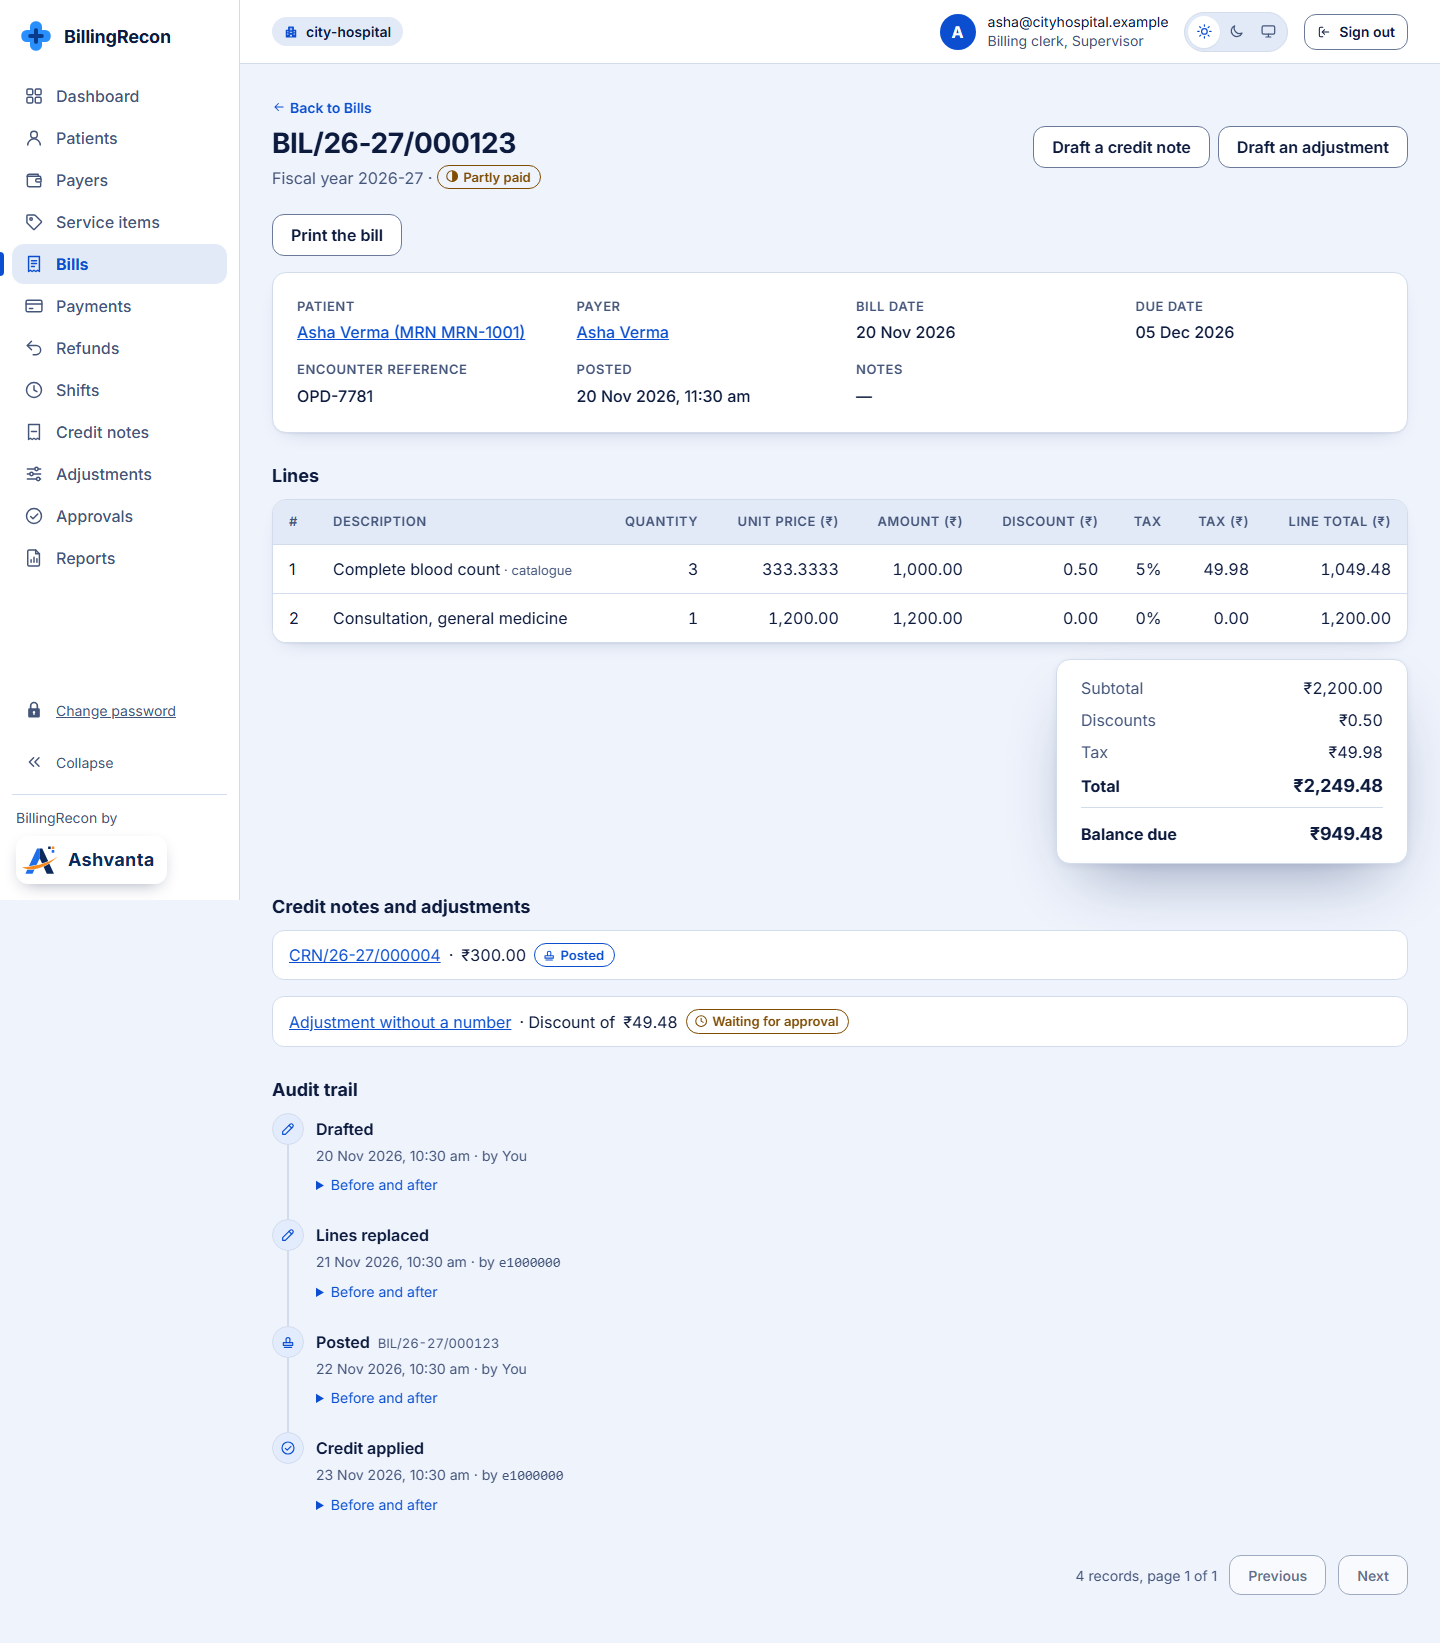 BillingRecon
Dashboard
Patients
Payers
Service items
Bills
Payments
Refunds
Shifts
Credit notes
Adjustments
Approvals
Reports
Change password
Collapse
BillingRecon by
Ashvanta
city-hospital
A
asha@cityhospital.example
Billing clerk, Supervisor
Sign out
← Back to Bills
BIL/26-27/000123
Fiscal year 2026-27 · Partly paid
Draft a credit note
Draft an adjustment
Print the bill
PATIENT PAYER BILL DATE DUE DATE
Asha Verma (MRN MRN-1001) Asha Verma 20 Nov 2026 05 Dec 2026
ENCOUNTER REFERENCE POSTED NOTES
OPD-7781 20 Nov 2026, 11:30 am —
Lines
# DESCRIPTION QUANTITY UNIT PRICE (₹) AMOUNT (₹) DISCOUNT (₹) TAX TAX (₹) LINE TOTAL (₹)
1 Complete blood count · catalogue 3 333.3333 1,000.00 0.50 5% 49.98 1,049.48
2 Consultation, general medicine 1 1,200.00 1,200.00 0.00 0% 0.00 1,200.00
Subtotal ₹2,200.00
Discounts ₹0.50
Tax ₹49.98
Total ₹2,249.48
Balance due ₹949.48
Credit notes and adjustments
CRN/26-27/000004 · ₹300.00 Posted
Adjustment without a number · Discount of ₹49.48 Waiting for approval
Audit trail
Drafted
20 Nov 2026, 10:30 am · by You
Before and after
Lines replaced
21 Nov 2026, 10:30 am · by e1000000
Before and after
Posted BIL/26-27/000123
22 Nov 2026, 10:30 am · by You
Before and after
Credit applied
23 Nov 2026, 10:30 am · by e1000000
Before and after
4 records, page 1 of 1 Previous Next